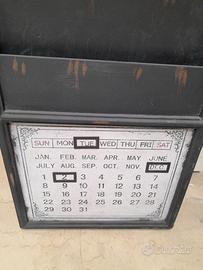 SUN MON TUE WED THU FRI SAT
JAN. FEB. MAR. APR. MAY JUNE
JULY AUG. SEP. OCT. NOV. DEC.
1 2 3 4 5 6 7
8 9 10 11 12 13 14
15 16 17 18 19 20 21
22 23 24 25 26 27 28
29 30 31
subito